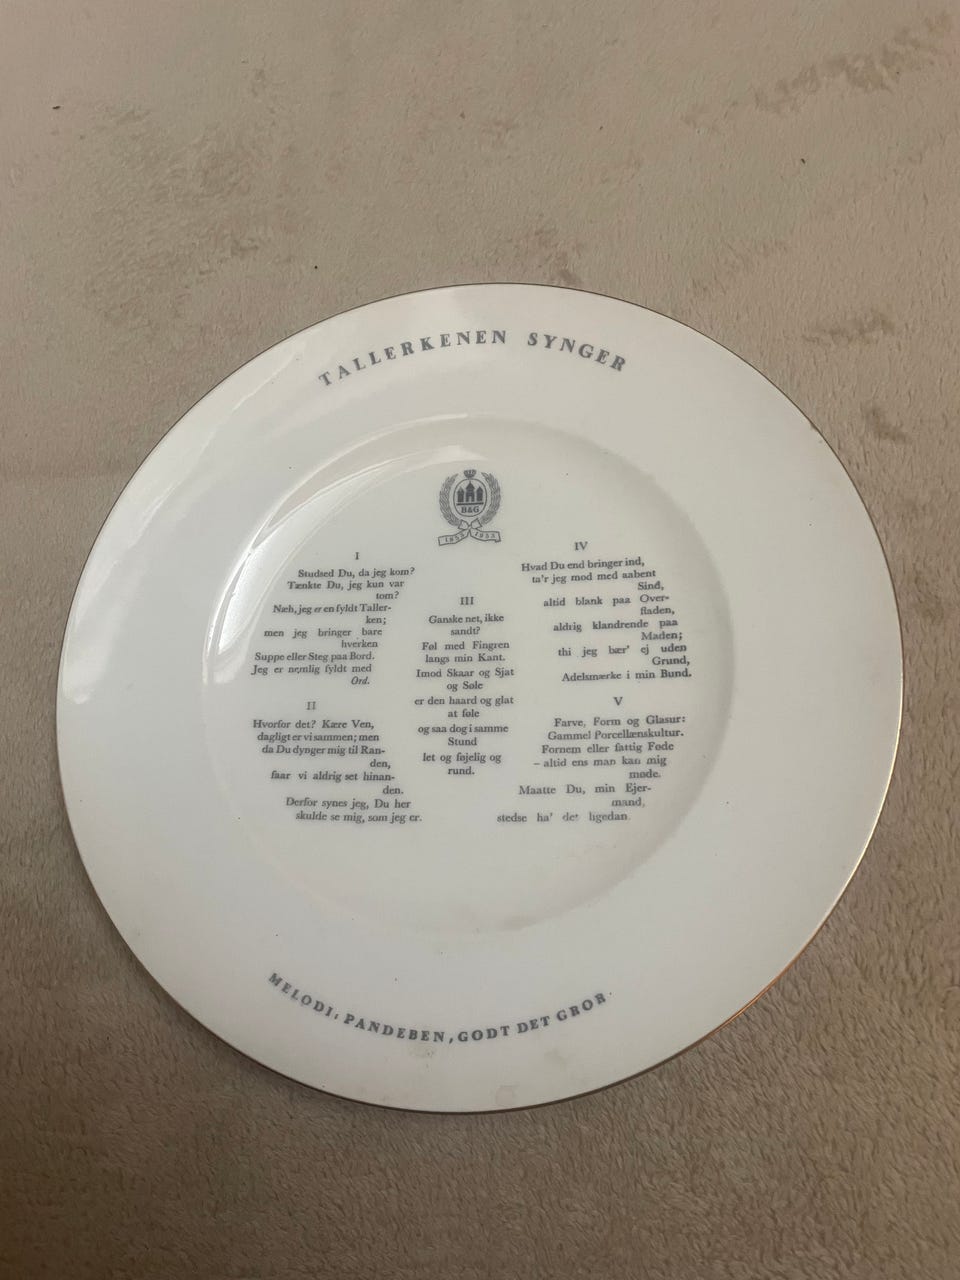 TALLERKENEN SYNGER
B&G
1853 1953
I
Studsed Du, da jeg kom?
Tænkte Du, jeg kun var
tom?
Næh, jeg er en fyldt Taller-
ken;
men jeg bringer bare
hverken
Suppe eller Steg paa Bord.
Jeg er nemlig fyldt med
Ord.
II
Hvorfor det? Kære Ven,
dagligt er vi sammen; men
da Du dynger mig til Ran-
den,
faar vi aldrig set hinan-
den.
Derfor synes jeg, Du her
skulde se mig, som jeg er.
III
Ganske net, ikke
sandt?
Føl med Fingren
langs min Kant.
Imod Skaar og Sjat
og Søle
er den haard og glat
at føle
og saa dog i samme
Stund
let og føjelig og
rund.
IV
Hvad Du end bringer ind,
ta'r jeg mod med aabent
Sind,
altid blank paa Over-
fladen,
aldrig klandrende paa
Maden;
thi jeg bær' ej uden
Grund,
Adelsmærke i min Bund.
V
Farve, Form og Glasur:
Gammel Porcellænskultur.
Fornem eller fattig Føde
– altid ens man kan mig
møde.
Maatte Du, min Ejer-
mand,
stedse ha' det ligedan.
MELODI: PANDEBEN, GODT DET GROR.